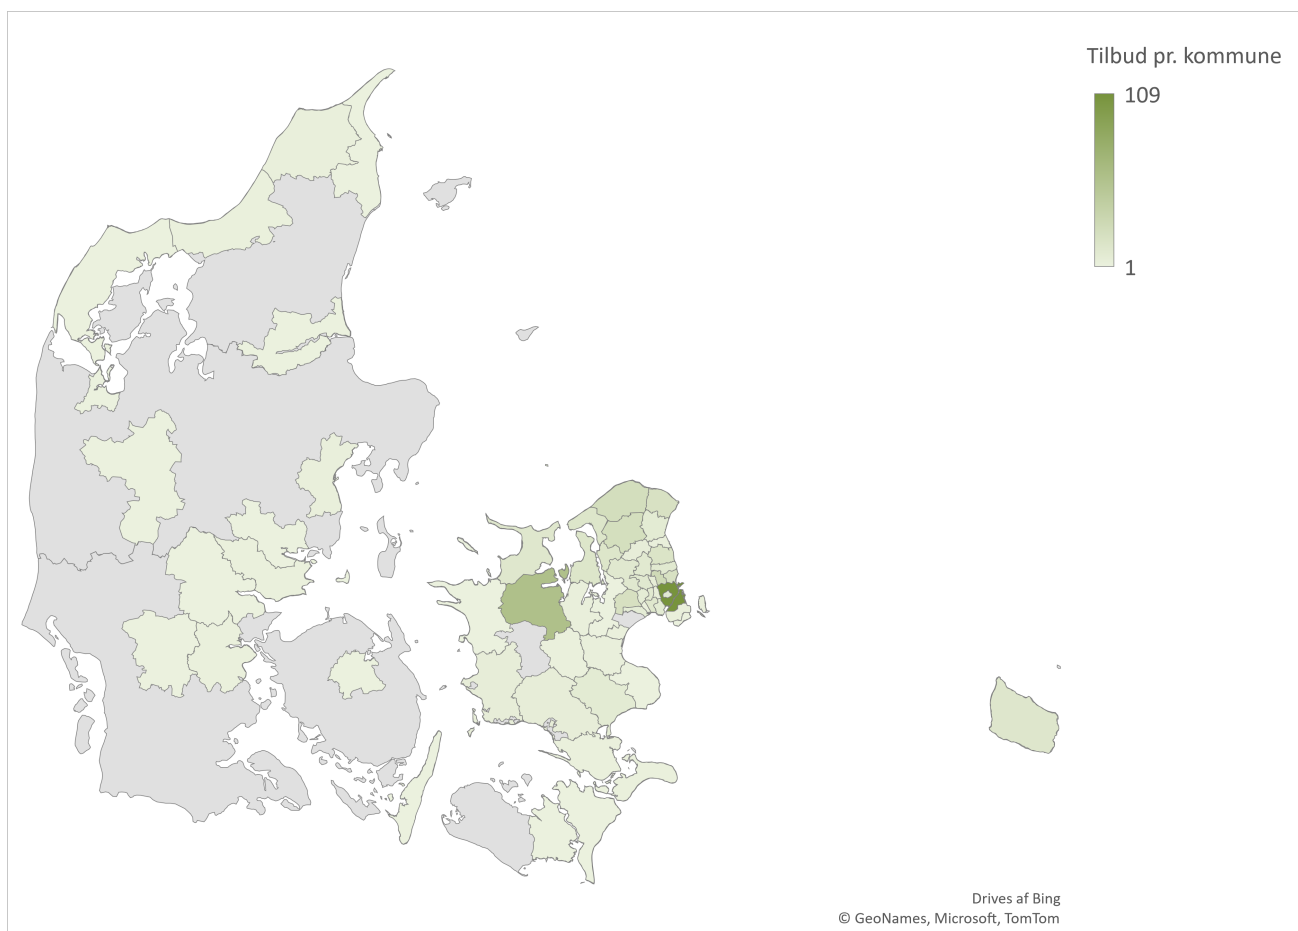 Tilbud pr. kommune
109
1
Drives af Bing
© GeoNames, Microsoft, TomTom